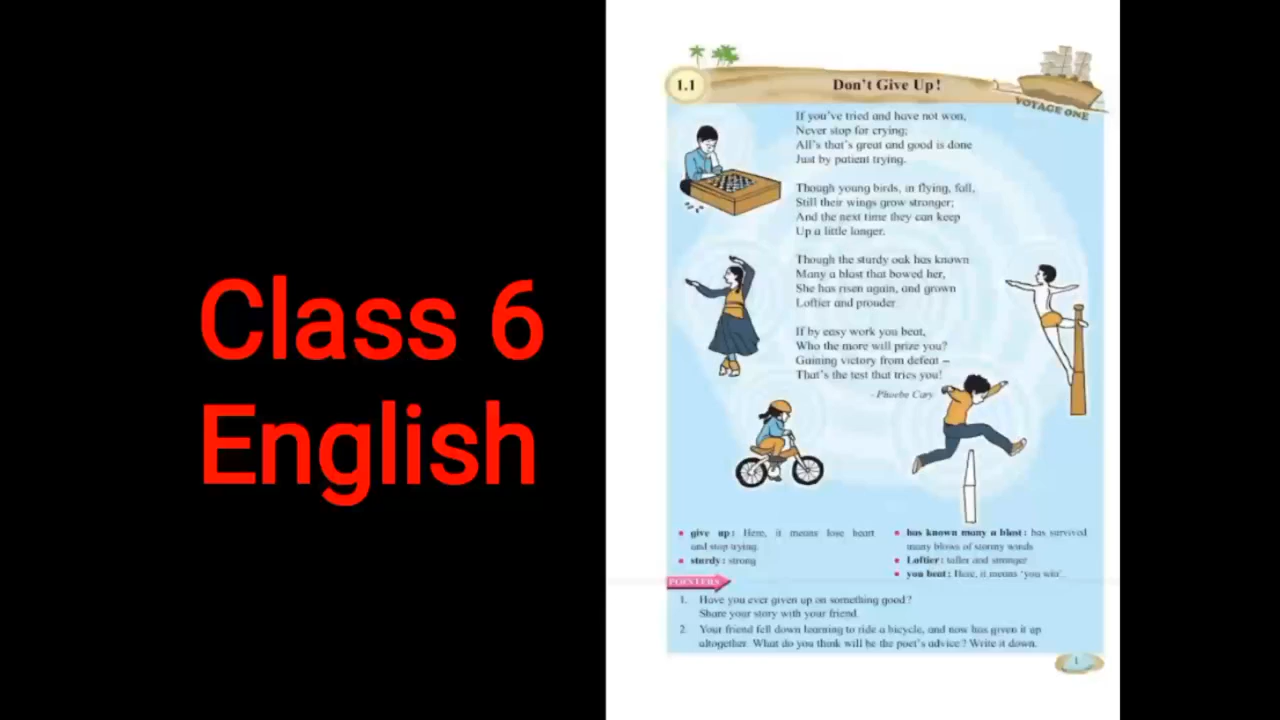 Class 6
English
1.1
Don't Give Up!
VOYAGE ONE
If you've tried and have not won,
Never stop for crying;
All's that's great and good is done
Just by patient trying.
Though young birds, in flying, fall,
Still their wings grow stronger;
And the next time they can keep
Up a little longer.
Though the sturdy oak has known
Many a blast that bowed her,
She has risen again, and grown
Loftier and prouder.
If by easy work you beat,
Who the more will prize you?
Gaining victory from defeat –
That's the test that tries you!
- Phoebe Cary
• give up : Here, it means lose heart
and stop trying.
• sturdy : strong
• has known many a blast : has survived
many blows of stormy winds
• Loftier : taller and stronger
• you beat : Here, it means 'you win'.
POINTERS
1. Have you ever given up on something good?
Share your story with your friend.
2. Your friend fell down learning to ride a bicycle, and now has given it up
altogether. What do you think will be the poet's advice? Write it down.
1